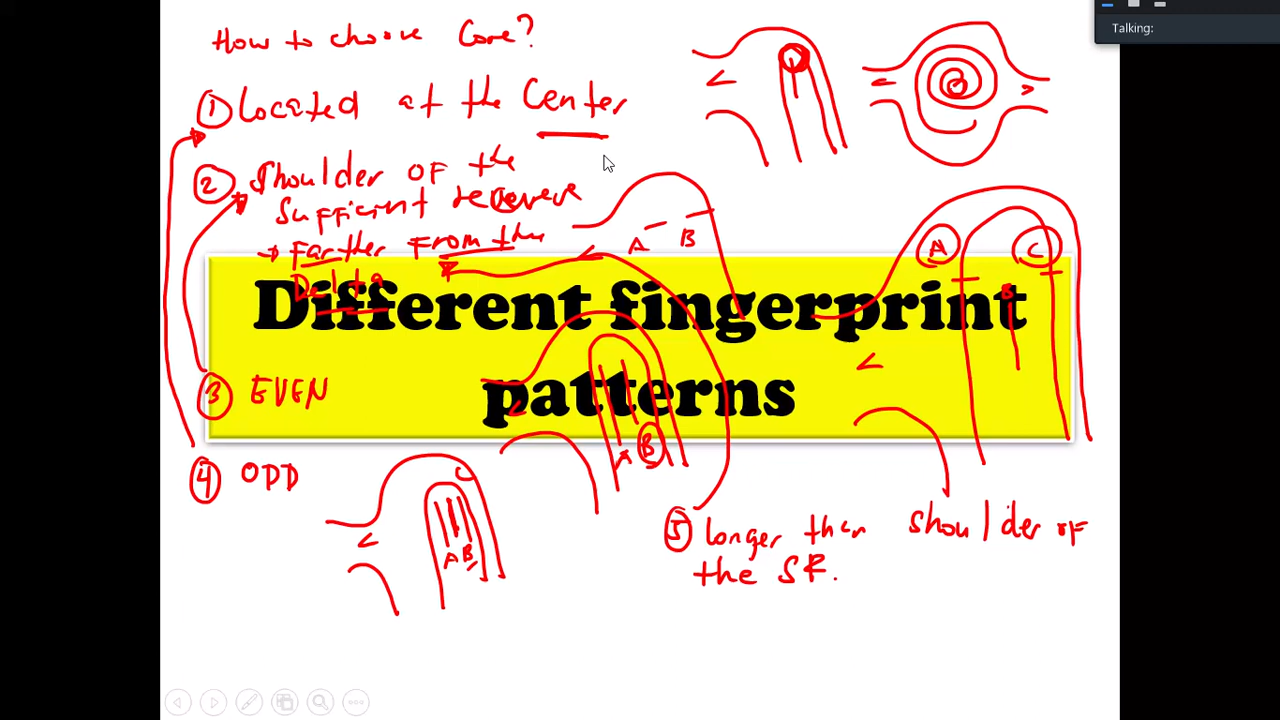 How to choose Core?
① Located at the Center
② Shoulder OF the
Sufficient recurve
→ Farther From the
Delta
A B
A C
B
Different fingerprint
patterns
③ EVEN
A B
④ ODD
C
A B
⑤ longer than
the SR.
shoulder of
Talking: